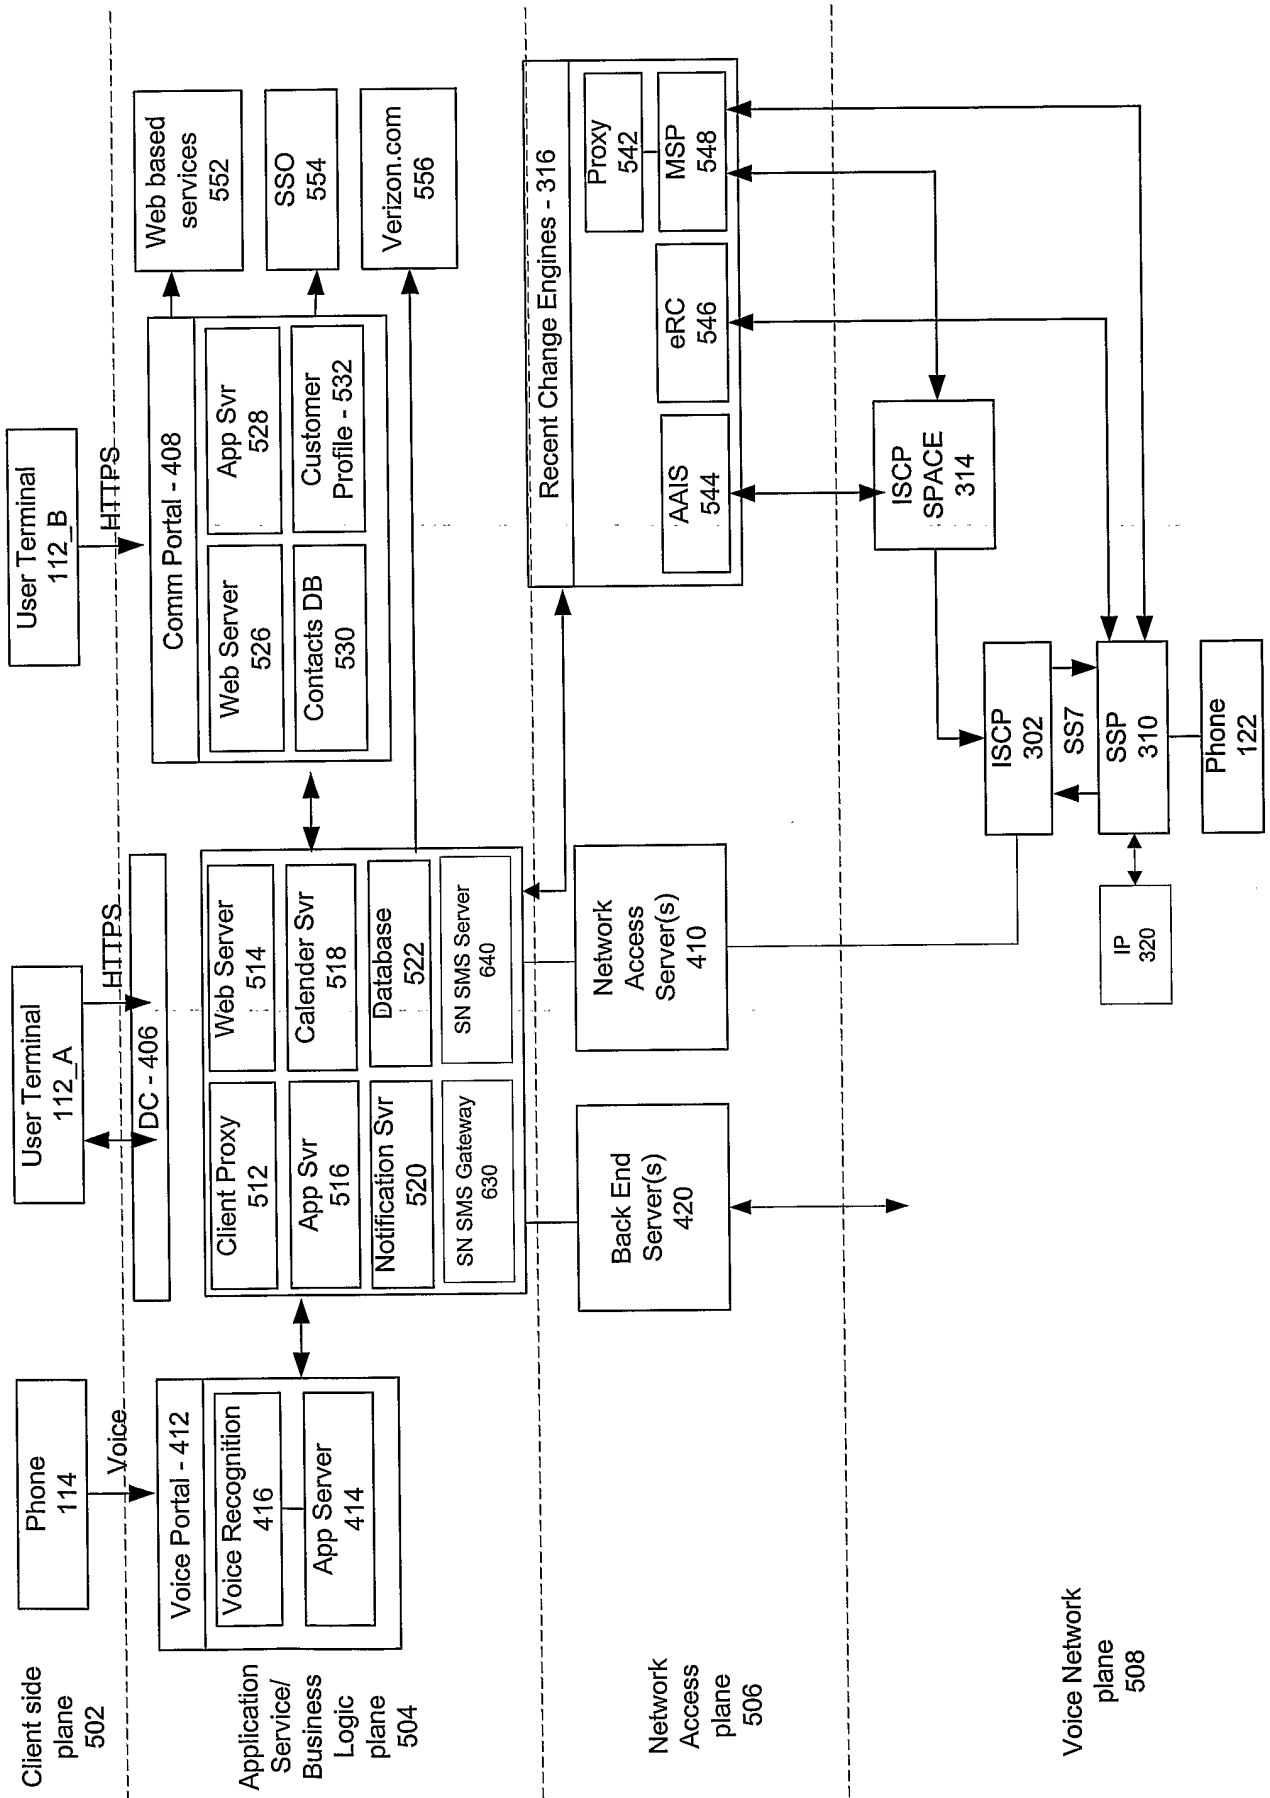 Client side
plane
502
Phone
114
Voice
User Terminal
112_A
HTTPS
User Terminal
112_B
HTTPS
Application
Service/
Business
Logic
plane
504
Voice Portal - 412
Voice Recognition
416
App Server
414
DC - 406
Client Proxy
512
Web Server
514
App Svr
516
Calender Svr
518
Notification Svr
520
Database
522
SN SMS Gateway
630
SN SMS Server
640
Comm Portal - 408
Web Server
526
App Svr
528
Contacts DB
530
Customer
Profile - 532
Web based
services
552
SSO
554
Verizon.com
556
Network
Access
plane
506
Back End
Server(s)
420
Network
Access
Server(s)
410
Recent Change Engines - 316
Proxy
542
AAIS
544
eRC
546
MSP
548
Voice Network
plane
508
ISCP
SPACE
314
ISCP
302
SS7
SSP
310
IP
320
Phone
122